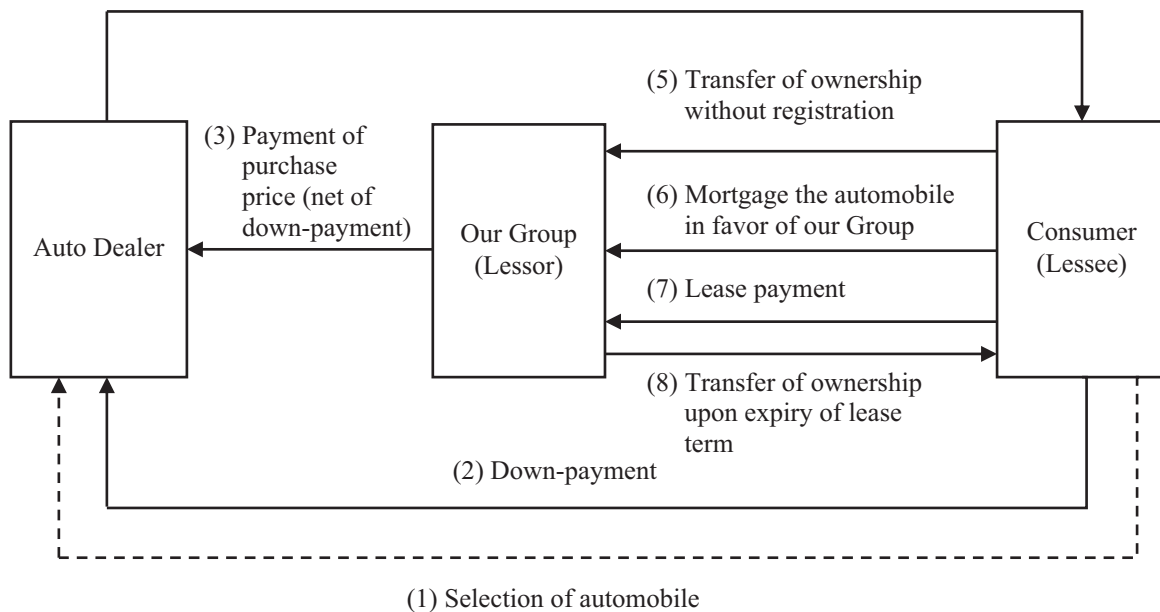 (5) Transfer of ownership
without registration
(3) Payment of
purchase
price (net of
down-payment)
(6) Mortgage the automobile
in favor of our Group
Auto Dealer
Our Group
(Lessor)
Consumer
(Lessee)
(7) Lease payment
(8) Transfer of ownership
upon expiry of lease
term
(2) Down-payment
(1) Selection of automobile